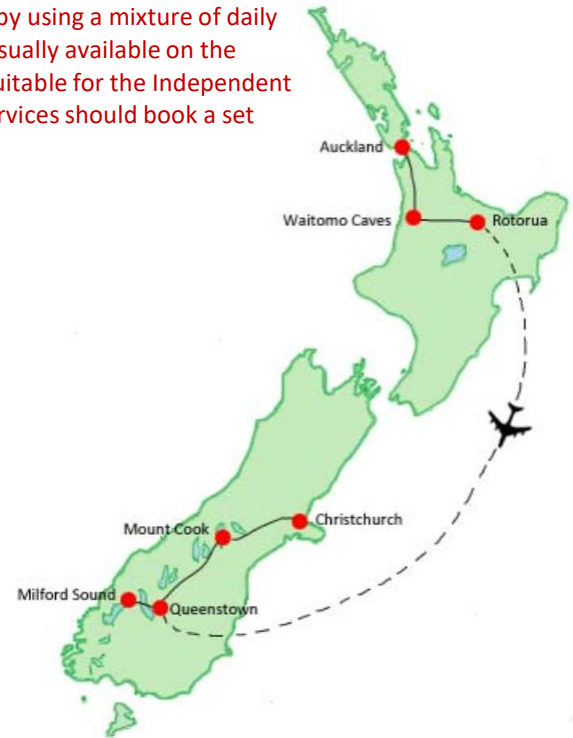 by using a mixture of daily
sually available on the
uitable for the Independent
rvices should book a set
Auckland
Waitomo Caves
Rotorua
Christchurch
Mount Cook
Milford Sound
Queenstown